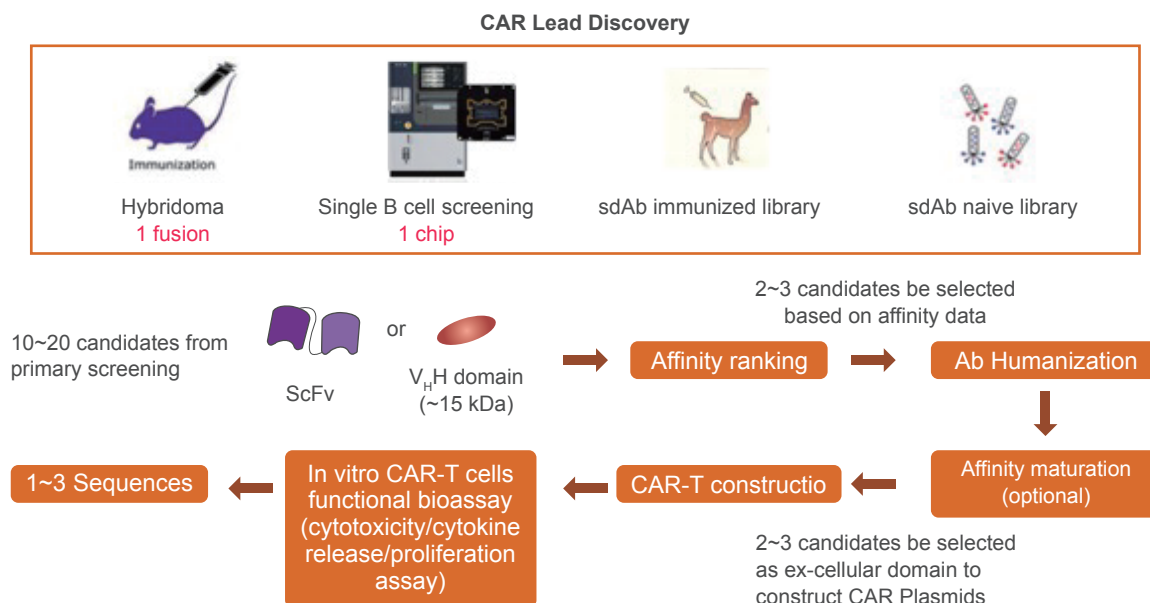 CAR Lead Discovery
Immunization
Hybridoma
1 fusion
Single B cell screening
1 chip
sdAb immunized library
sdAb naive library
10~20 candidates from
primary screening
ScFv
or
VHH domain
(~15 kDa)
Affinity ranking
2~3 candidates be selected
based on affinity data
Ab Humanization
Affinity maturation
(optional)
CAR-T constructio
2~3 candidates be selected
as ex-cellular domain to
construct CAR Plasmids
In vitro CAR-T cells
functional bioassay
(cytotoxicity/cytokine
release/proliferation
assay)
1~3 Sequences